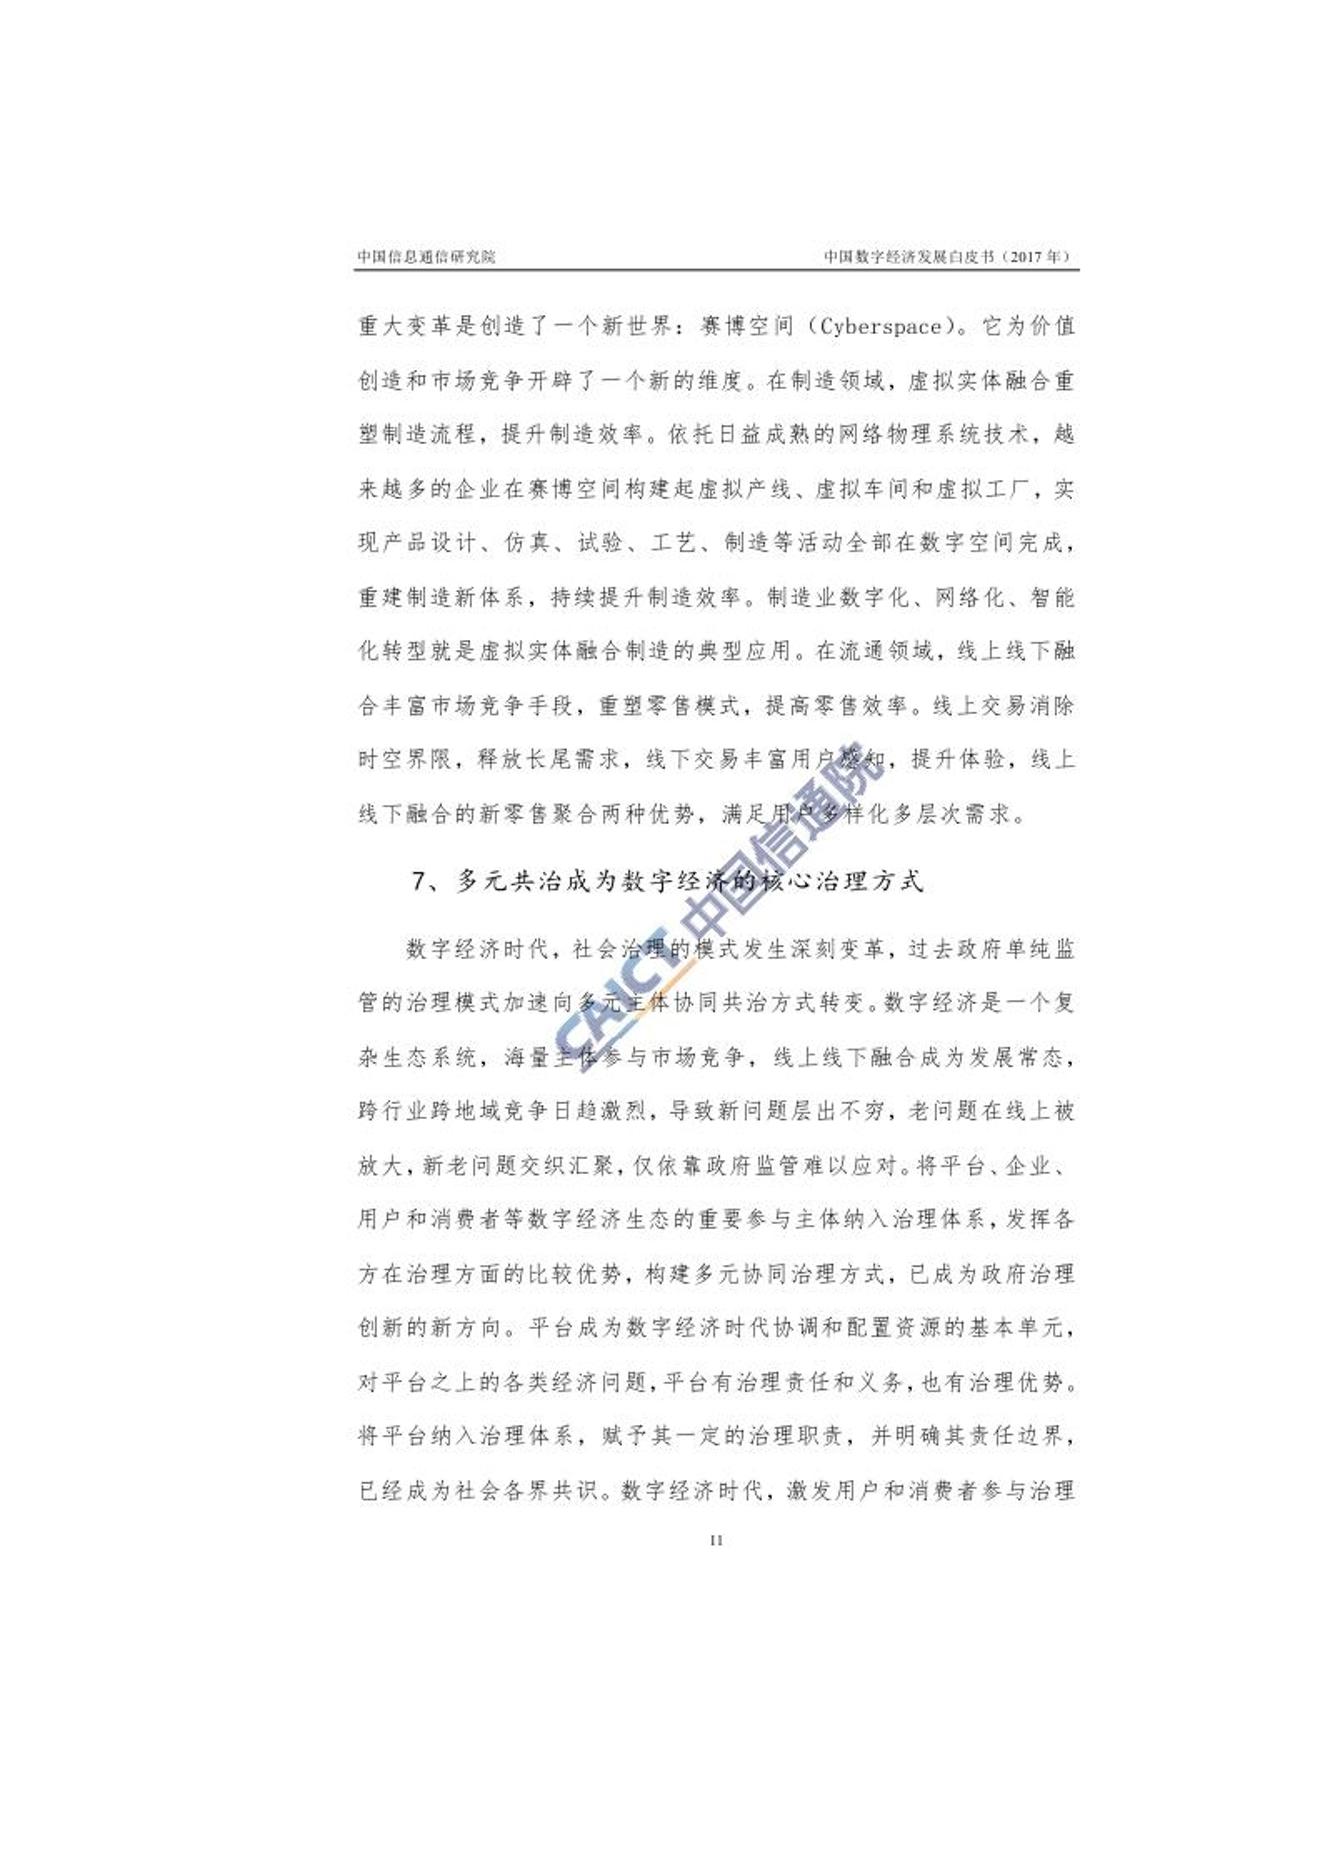 中国信息通信研究院 中国数字经济发展白皮书（2017 年）
重大变革是创造了一个新世界：赛博空间（Cyberspace）。它为价值
创造和市场竞争开辟了一个新的维度。在制造领域，虚拟实体融合重
塑制造流程，提升制造效率。依托日益成熟的网络物理系统技术，越
来越多的企业在赛博空间构建起虚拟产线、虚拟车间和虚拟工厂，实
现产品设计、仿真、试验、工艺、制造等活动全部在数字空间完成，
重建制造新体系，持续提升制造效率。制造业数字化、网络化、智能
化转型就是虚拟实体融合制造的典型应用。在流通领域，线上线下融
合丰富市场竞争手段，重塑零售模式，提高零售效率。线上交易消除
时空界限，释放长尾需求，线下交易丰富用户感知，提升体验，线上
线下融合的新零售聚合两种优势，满足用户多样化多层次需求。
7、多元共治成为数字经济的核心治理方式
数字经济时代，社会治理的模式发生深刻变革，过去政府单纯监
管的治理模式加速向多元主体协同共治方式转变。数字经济是一个复
杂生态系统，海量主体参与市场竞争，线上线下融合成为发展常态，
跨行业跨地域竞争日趋激烈，导致新问题层出不穷，老问题在线上被
放大，新老问题交织汇聚，仅依靠政府监管难以应对。将平台、企业、
用户和消费者等数字经济生态的重要参与主体纳入治理体系，发挥各
方在治理方面的比较优势，构建多元协同治理方式，已成为政府治理
创新的新方向。平台成为数字经济时代协调和配置资源的基本单元，
对平台之上的各类经济问题，平台有治理责任和义务，也有治理优势。
将平台纳入治理体系，赋予其一定的治理职责，并明确其责任边界，
已经成为社会各界共识。数字经济时代，激发用户和消费者参与治理
11
CAICT 中国信通院